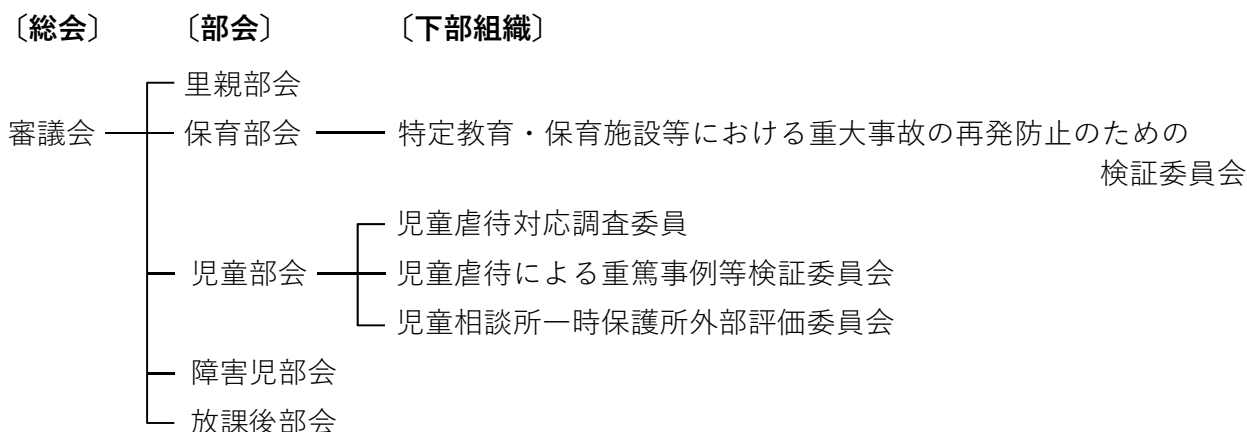 〔総会〕 〔部会〕 〔下部組織〕
里親部会
審議会 保育部会 特定教育・保育施設等における重大事故の再発防止のための
検証委員会
児童虐待対応調査委員
児童部会 児童虐待による重篤事例等検証委員会
児童相談所一時保護所外部評価委員会
障害児部会
放課後部会